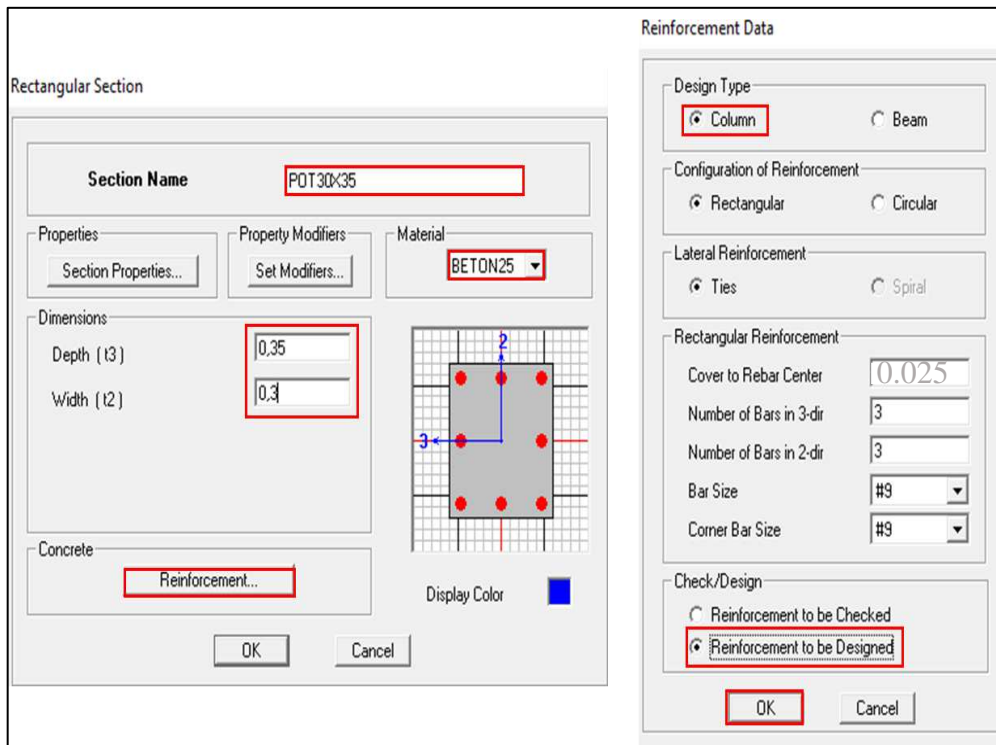 Rectangular Section
Section Name
POT30X35
Properties
Section Properties...
Property Modifiers
Set Modifiers...
Material
BETON25
Dimensions
Depth ( t3 )
0,35
Width ( t2 )
0,3
2
3
Concrete
Reinforcement...
Display Color
OK
Cancel
Reinforcement Data
Design Type
Column
Beam
Configuration of Reinforcement
Rectangular
Circular
Lateral Reinforcement
Ties
Spiral
Rectangular Reinforcement
Cover to Rebar Center
0.025
Number of Bars in 3-dir
3
Number of Bars in 2-dir
3
Bar Size
#9
Corner Bar Size
#9
Check/Design
Reinforcement to be Checked
Reinforcement to be Designed
OK
Cancel